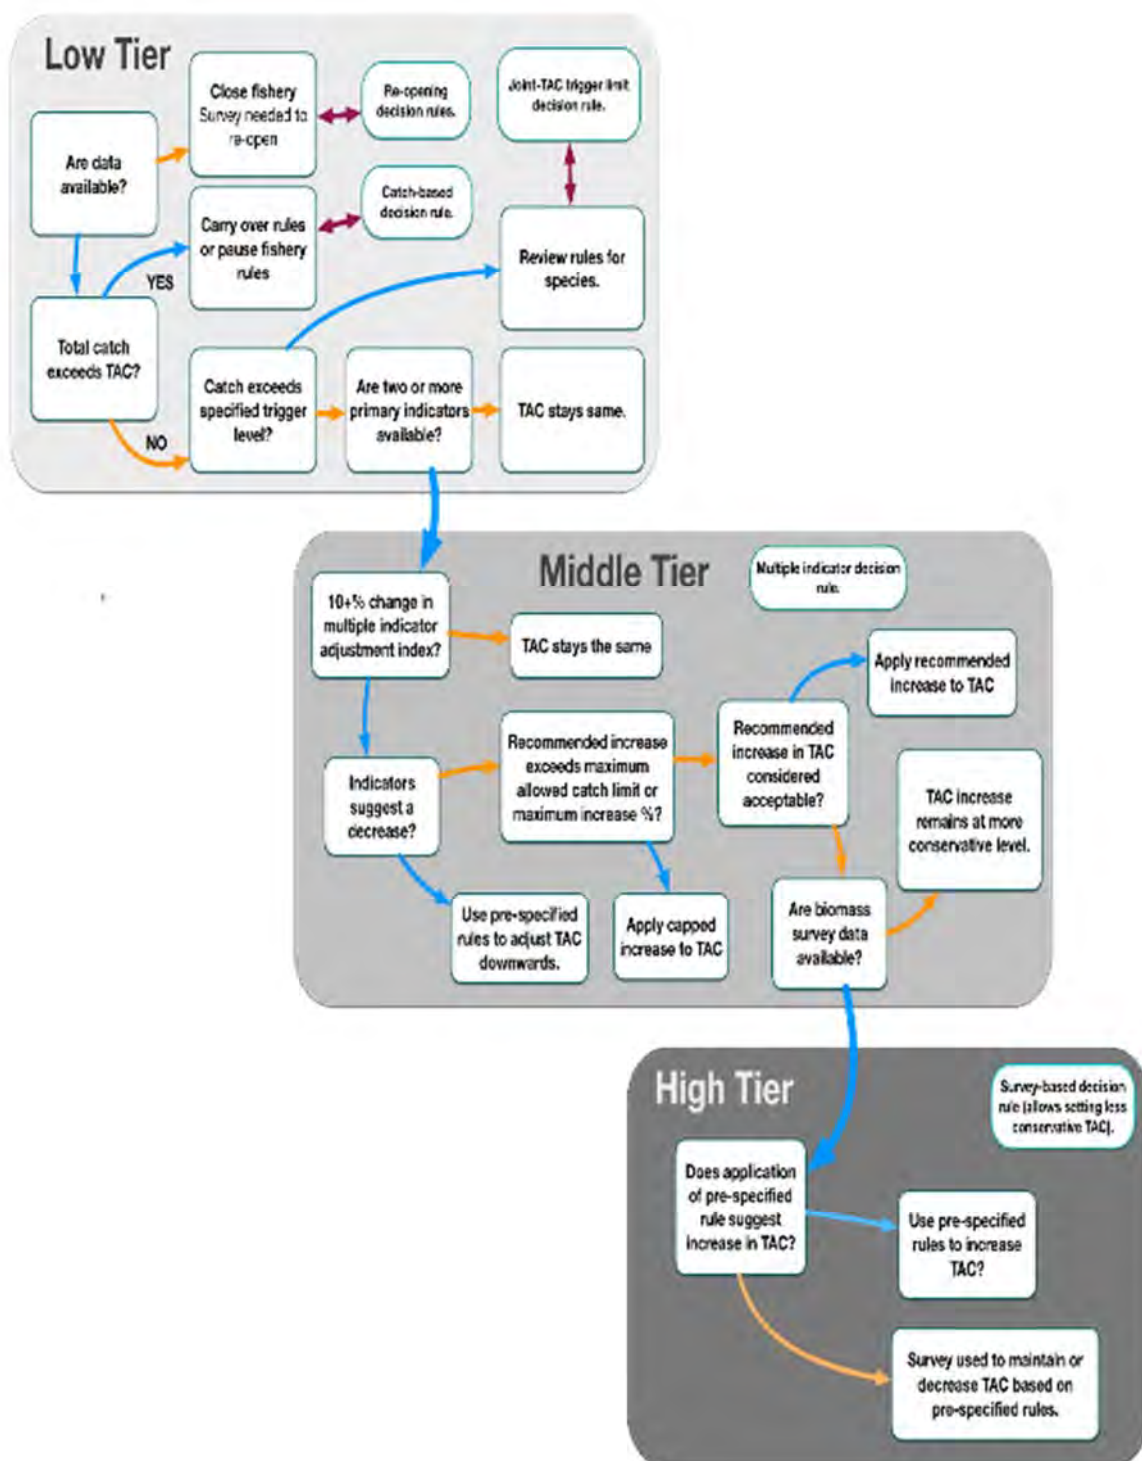 Low Tier
Close fishery
Survey needed to
re-open
Re-opening
decision rules.
Joint-TAC trigger limit
decision rule.
Are data
available?
Catch-based
decision rule.
Carry over rules
or pause fishery
rules
Review rules for
species.
YES
Total catch
exceeds TAC?
Catch exceeds
specified trigger
level?
Are two or more
primary indicators
available?
TAC stays same.
NO
Middle Tier
Multiple indicator decision
rule.
10+% change in
multiple indicator
adjustment index?
TAC stays the same
Apply recommended
increase to TAC
Recommended increase
exceeds maximum
allowed catch limit or
maximum increase %?
Recommended
increase in TAC
considered
acceptable?
Indicators
suggest a
decrease?
TAC increase
remains at more
conservative level.
Use pre-specified
rules to adjust TAC
downwards.
Apply capped
increase to TAC
Are biomass
survey data
available?
High Tier
Survey-based decision
rule (allows setting less
conservative TAC).
Does application
of pre-specified
rule suggest
increase in TAC?
Use pre-specified
rules to increase
TAC?
Survey used to maintain or
decrease TAC based on
pre-specified rules.